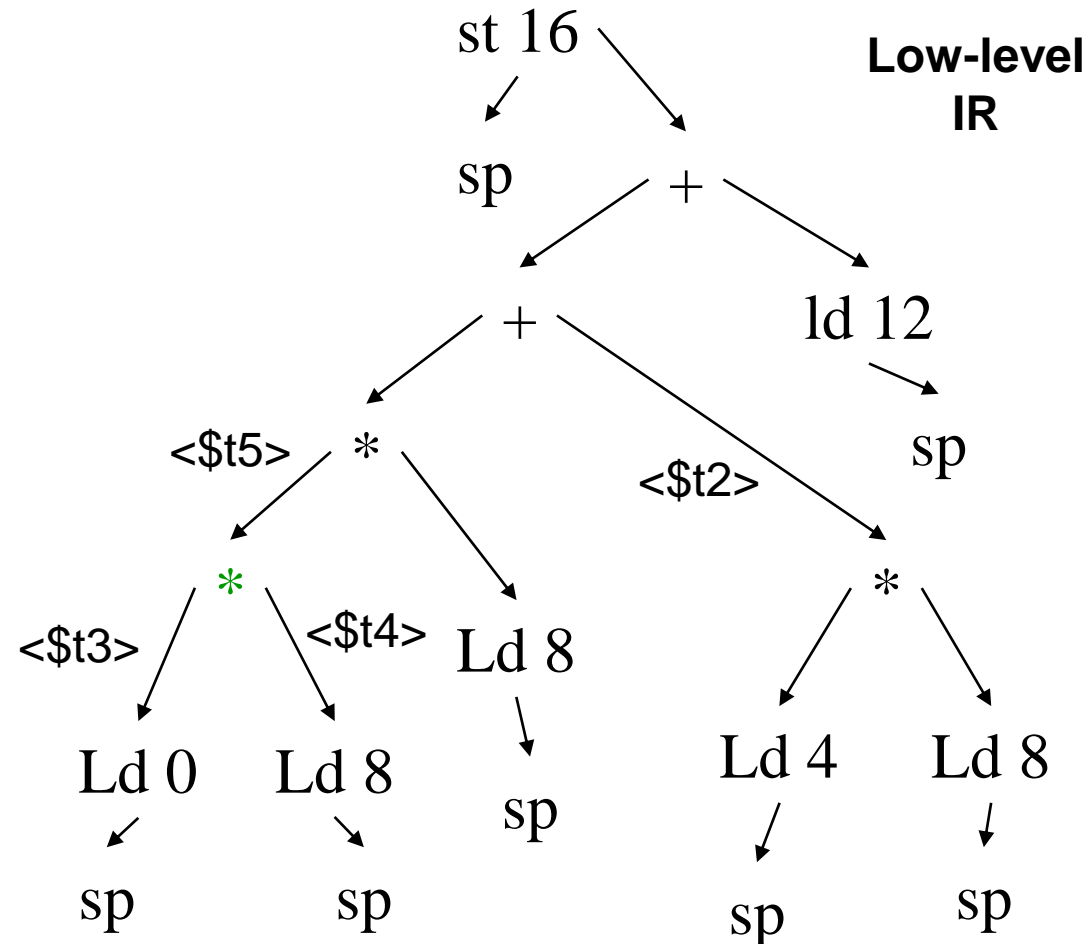 st 16
Low-level
IR
sp
+
+
ld 12
<$t5>
*
<$t2>
sp
*
*
<$t3>
<$t4>
Ld 8
Ld 0
Ld 8
Ld 4
Ld 8
sp
sp
sp
sp
sp